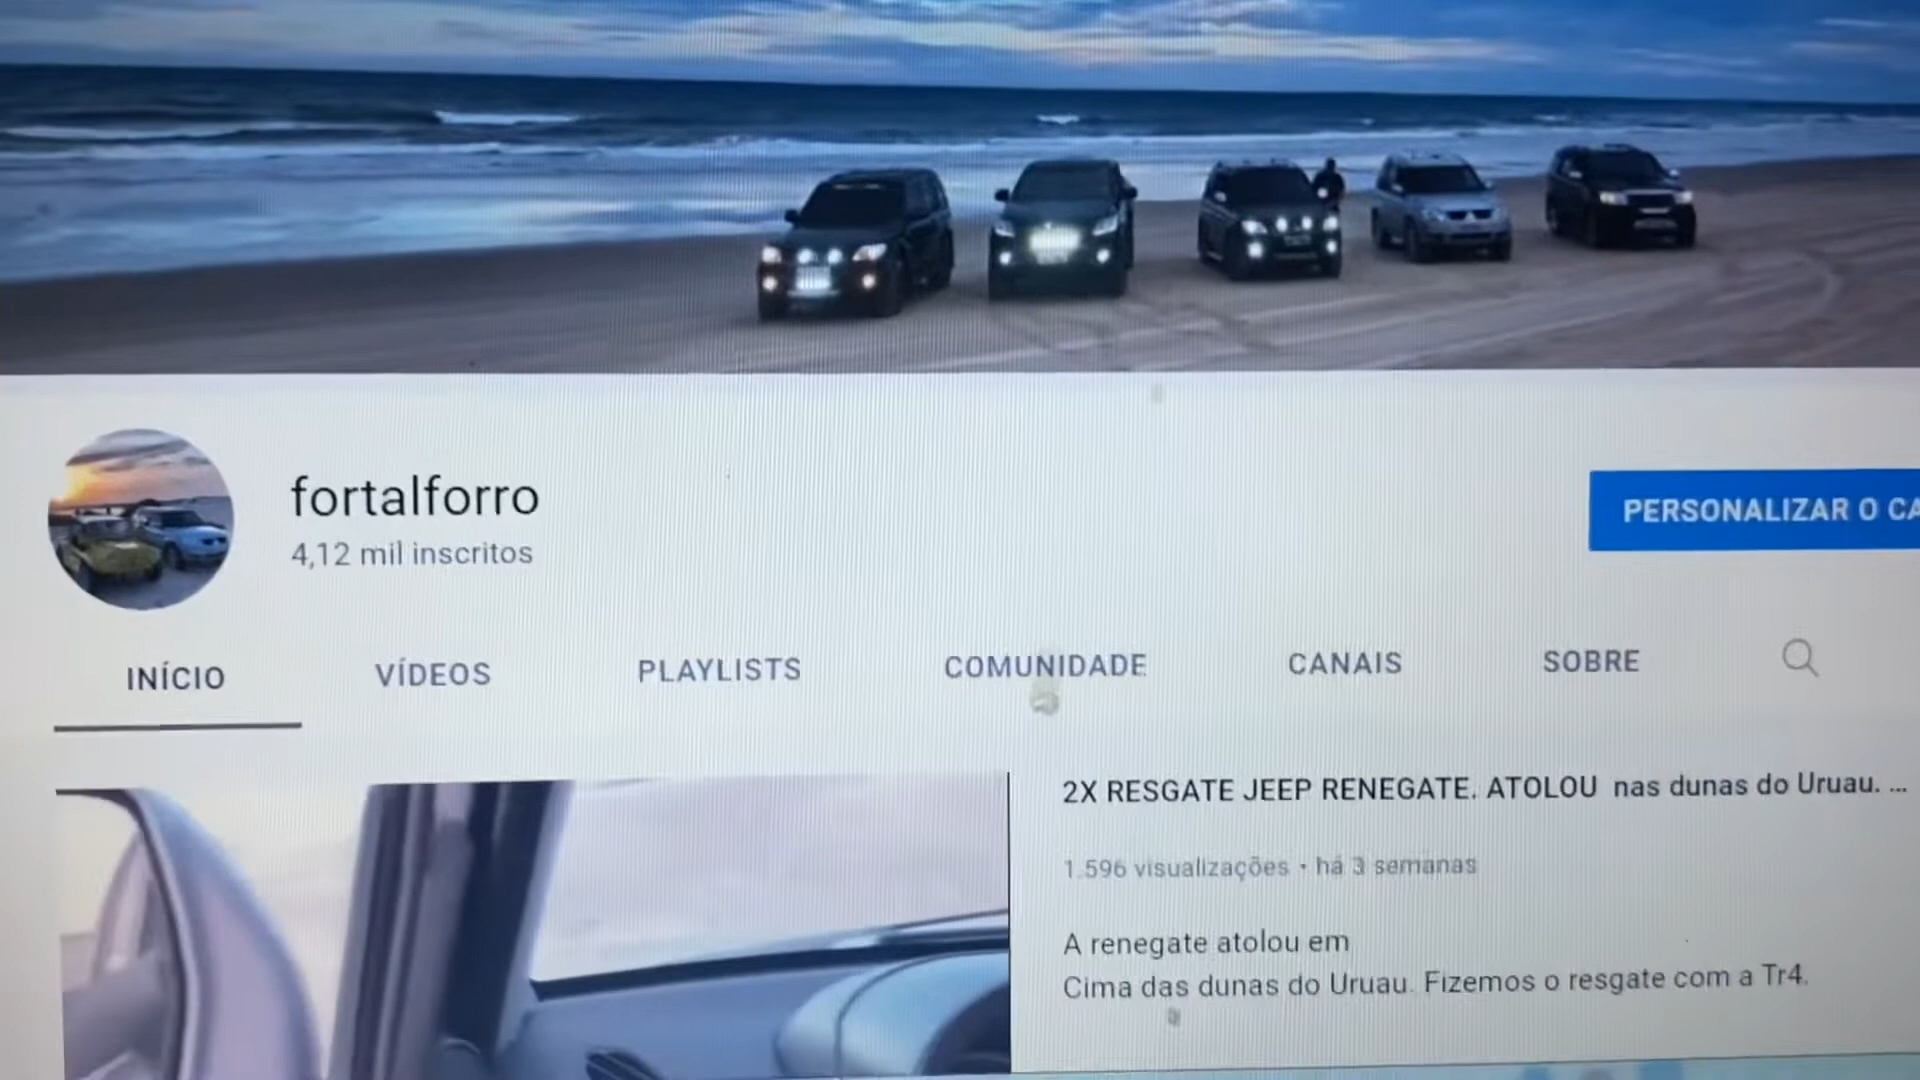 fortalforro
4,12 mil inscritos
PERSONALIZAR O CA
INÍCIO VÍDEOS PLAYLISTS COMUNIDADE CANAIS SOBRE
2X RESGATE JEEP RENEGATE. ATOLOU nas dunas do Uruau. ...
1.596 visualizações • há 3 semanas
A renegate atolou em
Cima das dunas do Uruau. Fizemos o resgate com a Tr4.